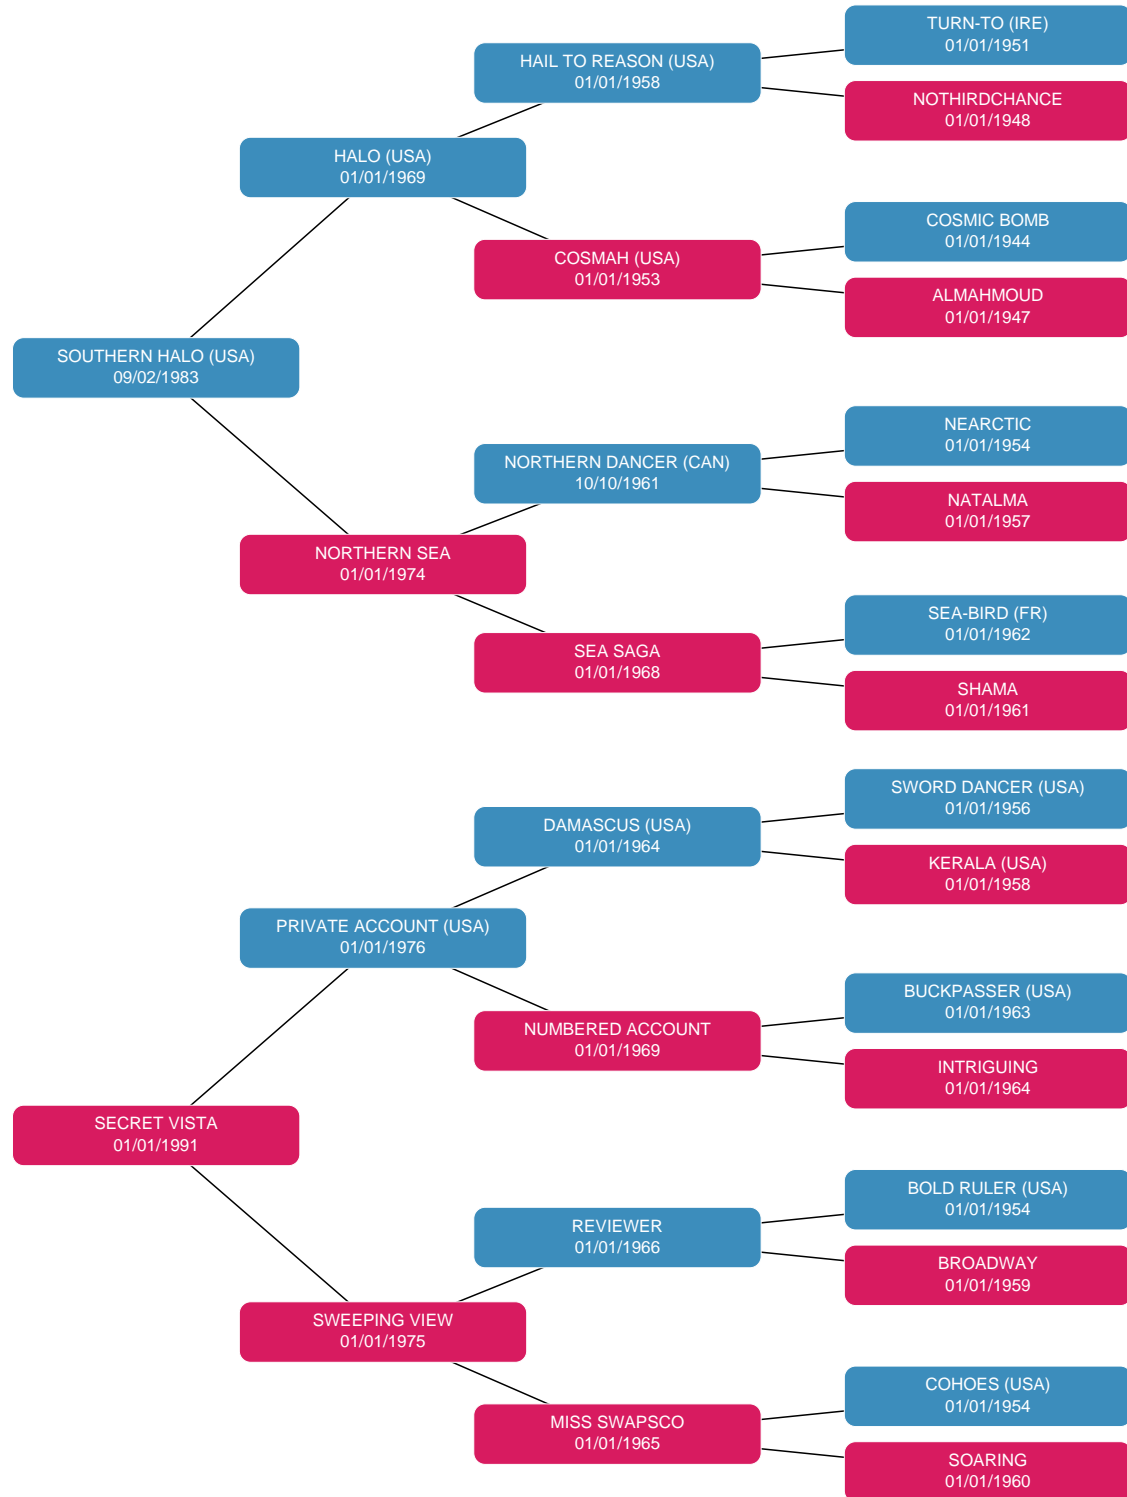 TURN-TO (IRE)
01/01/1951
HAIL TO REASON (USA)
01/01/1958
NOTHIRDCHANCE
01/01/1948
HALO (USA)
01/01/1969
COSMIC BOMB
01/01/1944
COSMAH (USA)
01/01/1953
ALMAHMOUD
01/01/1947
SOUTHERN HALO (USA)
09/02/1983
NEARCTIC
01/01/1954
NORTHERN DANCER (CAN)
10/10/1961
NATALMA
01/01/1957
NORTHERN SEA
01/01/1974
SEA-BIRD (FR)
01/01/1962
SEA SAGA
01/01/1968
SHAMA
01/01/1961
SWORD DANCER (USA)
01/01/1956
DAMASCUS (USA)
01/01/1964
KERALA (USA)
01/01/1958
PRIVATE ACCOUNT (USA)
01/01/1976
BUCKPASSER (USA)
01/01/1963
NUMBERED ACCOUNT
01/01/1969
INTRIGUING
01/01/1964
SECRET VISTA
01/01/1991
BOLD RULER (USA)
01/01/1954
REVIEWER
01/01/1966
BROADWAY
01/01/1959
SWEEPING VIEW
01/01/1975
COHOES (USA)
01/01/1954
MISS SWAPSCO
01/01/1965
SOARING
01/01/1960